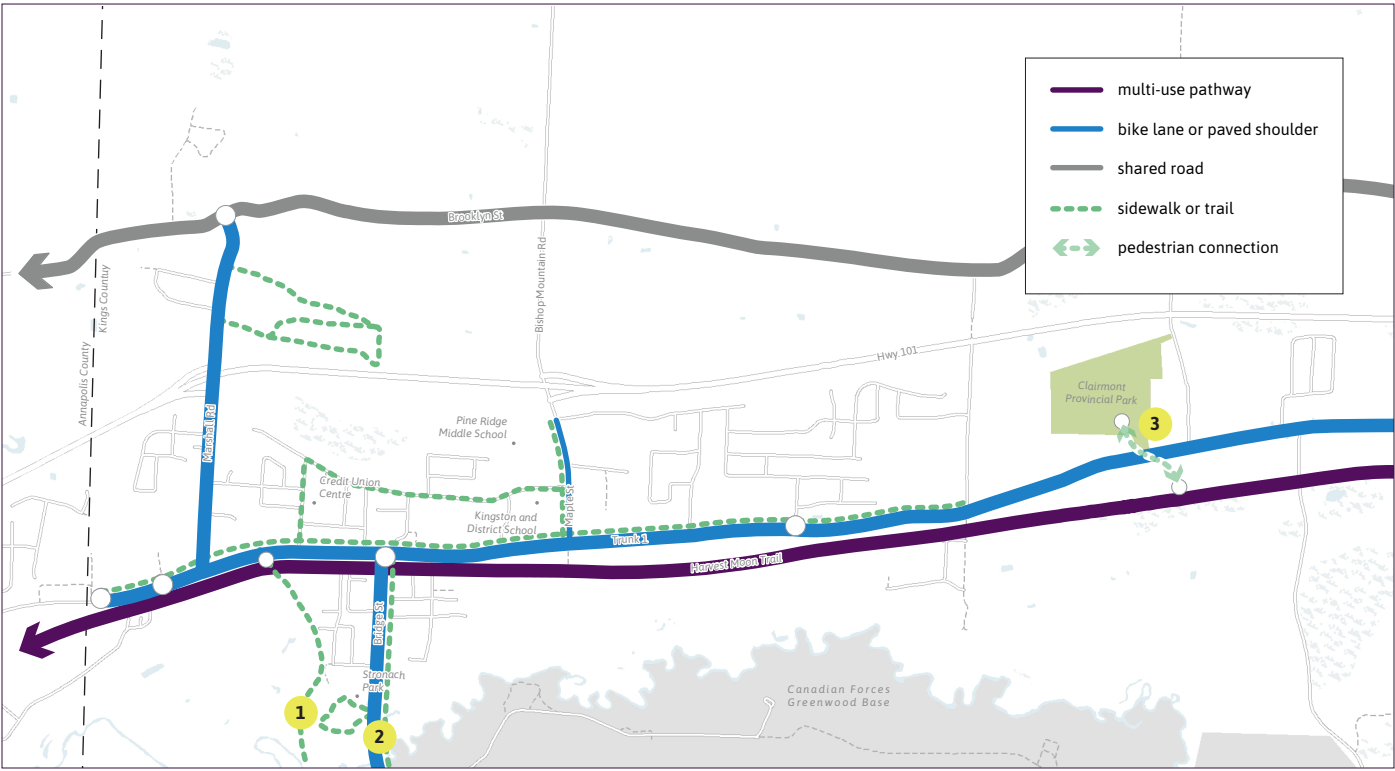 multi-use pathway
bike lane or paved shoulder
shared road
sidewalk or trail
pedestrian connection
Brooklyn St
Kings Countuy
Annapolis County
Bishop Mountain Rd
Hwy 101
Clairmont
Provincial Park
3
Marshall Rd
Pine Ridge
Middle School
Credit Union
Centre
Kingston and
District School
Maple St
Trunk 1
Harvest Moon Trail
Bridge St
Stronach
Park
1
2
Canadian Forces
Greenwood Base